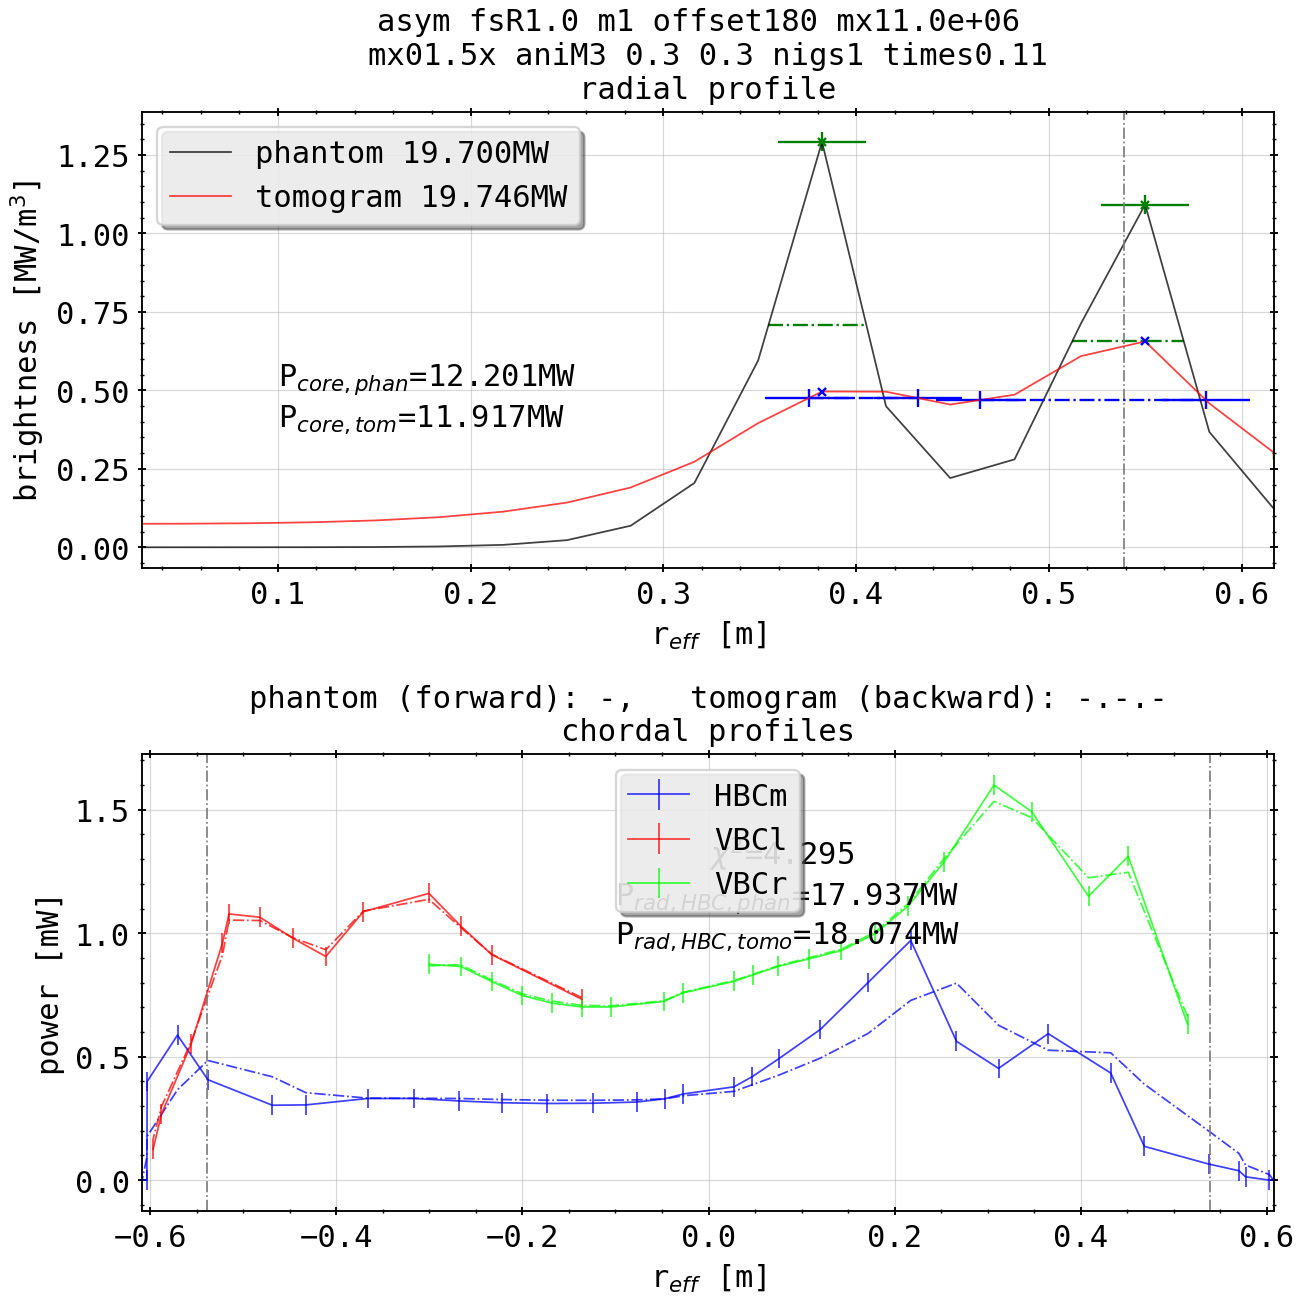 asym fsR1.0 m1 offset180 mx11.0e+06
mx01.5x aniM3 0.3 0.3 nigs1 times0.11
radial profile
phantom 19.700MW
tomogram 19.746MW
brightness [MW/m³]
1.25
1.00
0.75
0.50
0.25
0.00
P_core,phan=12.201MW
P_core,tom=11.917MW
0.1 0.2 0.3 0.4 0.5 0.6
r_eff [m]
phantom (forward): -, tomogram (backward): -.-.-
chordal profiles
HBCm
VBCl
VBCr
χ²=4.295
P_rad,HBC,phan=17.937MW
P_rad,HBC,tomo=18.074MW
power [mW]
1.5
1.0
0.5
0.0
−0.6 −0.4 −0.2 0.0 0.2 0.4 0.6
r_eff [m]